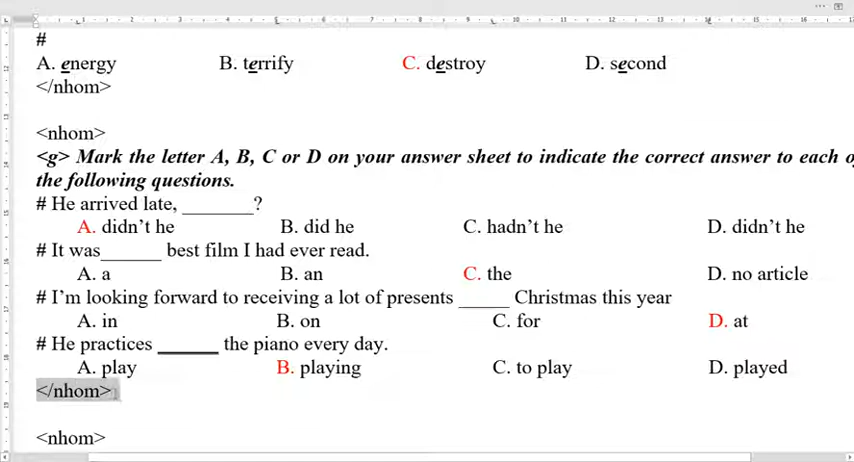 #
A. energy B. terrify C. destroy D. second
</nhom>
<nhom>
<g> Mark the letter A, B, C or D on your answer sheet to indicate the correct answer to each o
the following questions.
# He arrived late, _______?
A. didn’t he B. did he C. hadn’t he D. didn’t he
# It was______ best film I had ever read.
A. a B. an C. the D. no article
# I’m looking forward to receiving a lot of presents _____ Christmas this year
A. in B. on C. for D. at
# He practices ______ the piano every day.
A. play B. playing C. to play D. played
</nhom>
<nhom>